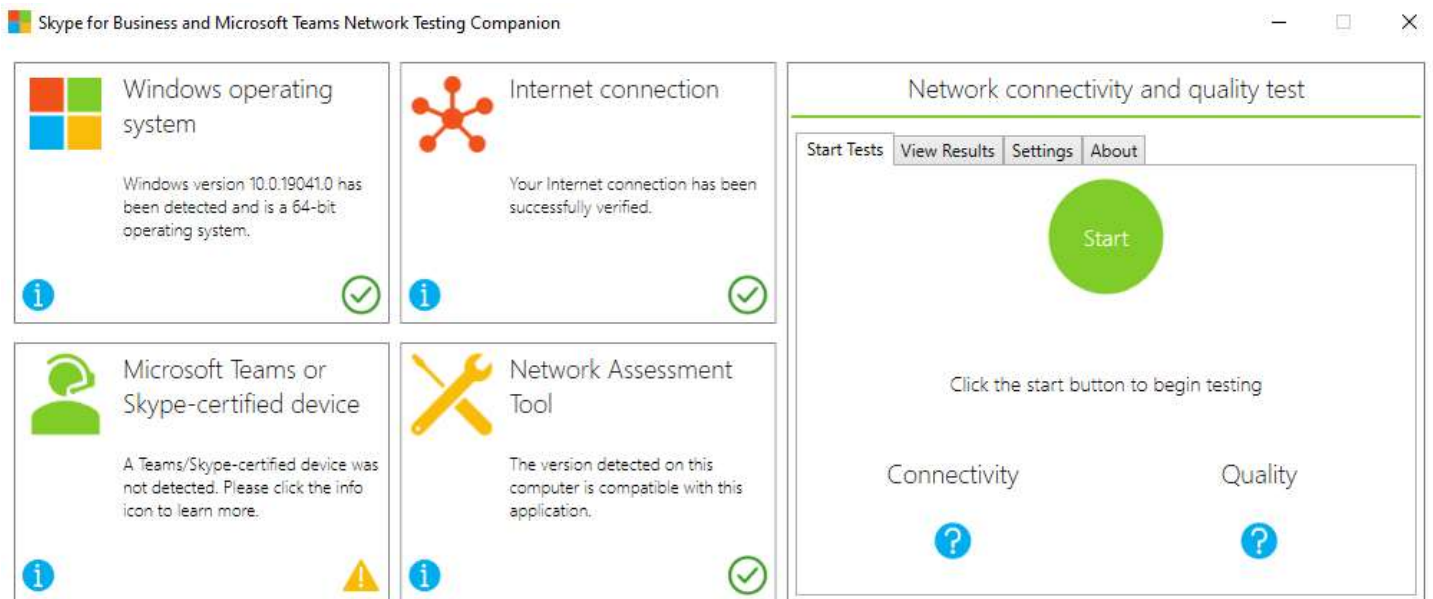 Skype for Business and Microsoft Teams Network Testing Companion
Windows operating
system
Windows version 10.0.19041.0 has
been detected and is a 64-bit
operating system.
Internet connection
Your Internet connection has been
successfully verified.
Microsoft Teams or
Skype-certified device
A Teams/Skype-certified device was
not detected. Please click the info
icon to learn more.
Network Assessment
Tool
The version detected on this
computer is compatible with this
application.
Network connectivity and quality test
Start Tests View Results Settings About
Start
Click the start button to begin testing
Connectivity Quality